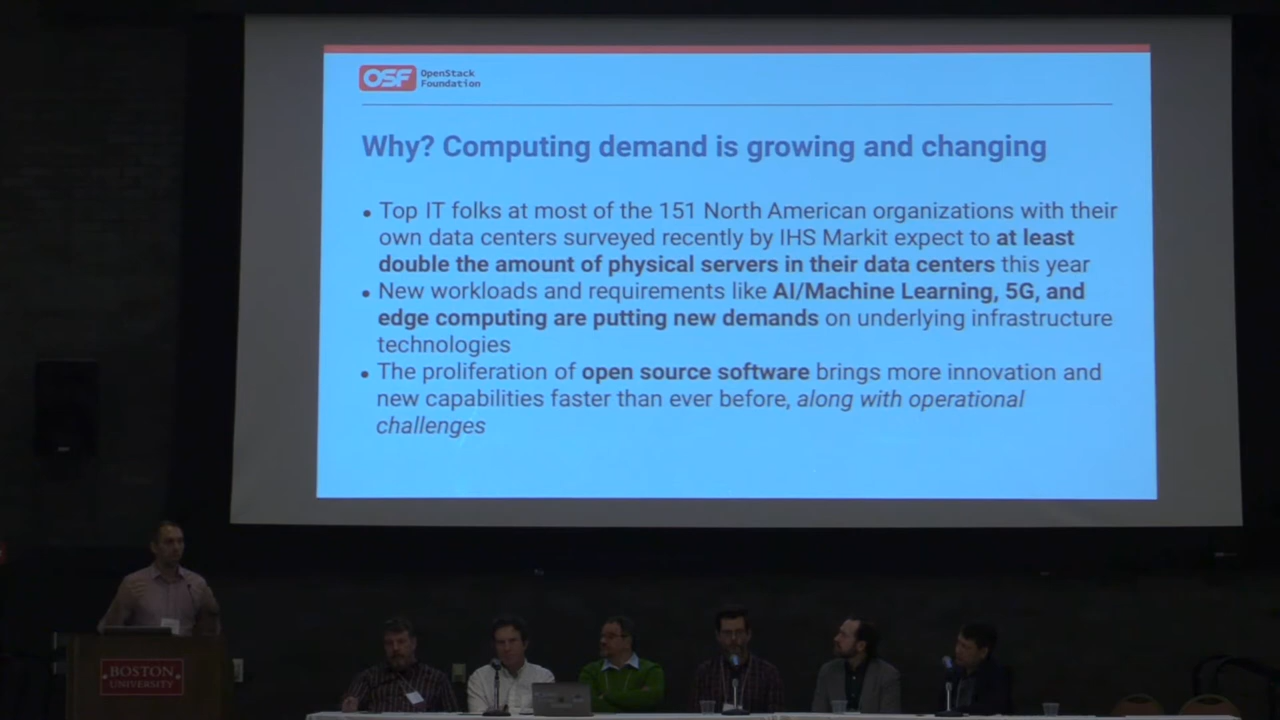 OSF OpenStack
Foundation
Why? Computing demand is growing and changing
• Top IT folks at most of the 151 North American organizations with their
own data centers surveyed recently by IHS Markit expect to at least
double the amount of physical servers in their data centers this year
• New workloads and requirements like AI/Machine Learning, 5G, and
edge computing are putting new demands on underlying infrastructure
technologies
• The proliferation of open source software brings more innovation and
new capabilities faster than ever before, along with operational
challenges
BOSTON
UNIVERSITY